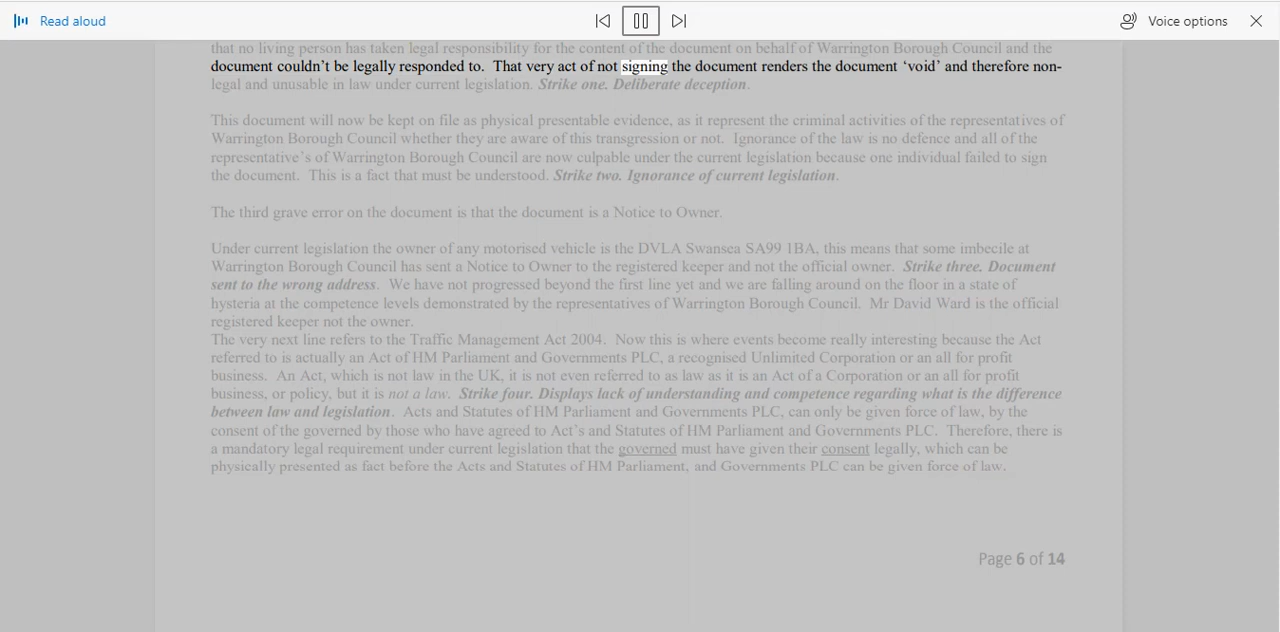 Read aloud
Voice options
that no living person has taken legal responsibility for the content of the document on behalf of Warrington Borough Council and the
document couldn’t be legally responded to.  That very act of not signing the document renders the document ‘void’ and therefore non-
legal and unusable in law under current legislation. Strike one. Deliberate deception.
This document will now be kept on file as physical presentable evidence, as it represent the criminal activities of the representatives of
Warrington Borough Council whether they are aware of this transgression or not.  Ignorance of the law is no defence and all of the
representative’s of Warrington Borough Council are now culpable under the current legislation because one individual failed to sign
the document.  This is a fact that must be understood. Strike two. Ignorance of current legislation.
The third grave error on the document is that the document is a Notice to Owner.
Under current legislation the owner of any motorised vehicle is the DVLA Swansea SA99 1BA, this means that some imbecile at
Warrington Borough Council has sent a Notice to Owner to the registered keeper and not the official owner.  Strike three. Document
sent to the wrong address.  We have not progressed beyond the first line yet and we are falling around on the floor in a state of
hysteria at the competence levels demonstrated by the representatives of Warrington Borough Council.  Mr David Ward is the official
registered keeper not the owner.
The very next line refers to the Traffic Management Act 2004.  Now this is where events become really interesting because the Act
referred to is actually an Act of HM Parliament and Governments PLC, a recognised Unlimited Corporation or an all for profit
business.  An Act, which is not law in the UK, it is not even referred to as law as it is an Act of a Corporation or an all for profit
business, or policy, but it is not a law.  Strike four. Displays lack of understanding and competence regarding what is the difference
between law and legislation.  Acts and Statutes of HM Parliament and Governments PLC, can only be given force of law, by the
consent of the governed by those who have agreed to Act’s and Statutes of HM Parliament and Governments PLC.  Therefore, there is
a mandatory legal requirement under current legislation that the governed must have given their consent legally, which can be
physically presented as fact before the Acts and Statutes of HM Parliament, and Governments PLC can be given force of law.
Page 6 of 14